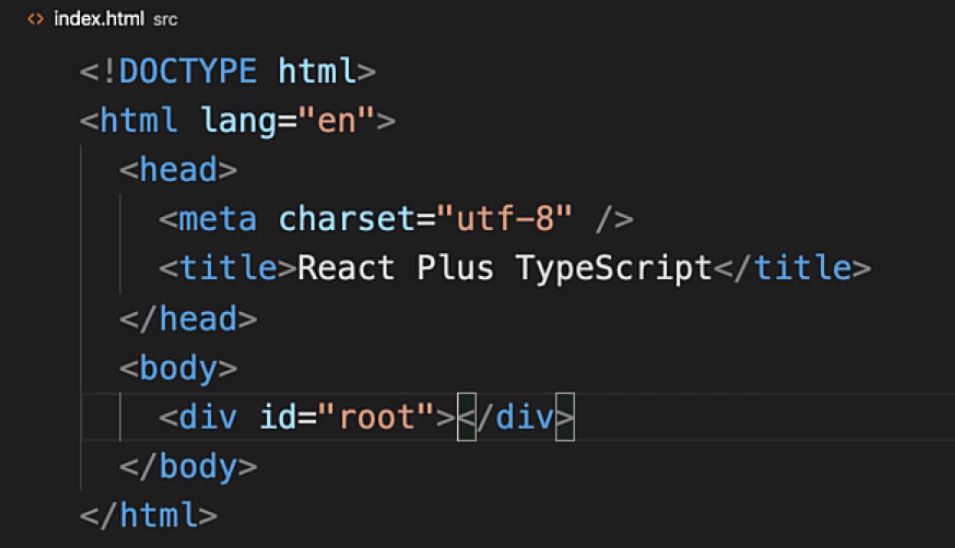 <> index.html src
<!DOCTYPE html>
<html lang="en">
<head>
<meta charset="utf-8" />
<title>React Plus TypeScript</title>
</head>
<body>
<div id="root"></div>
</body>
</html>